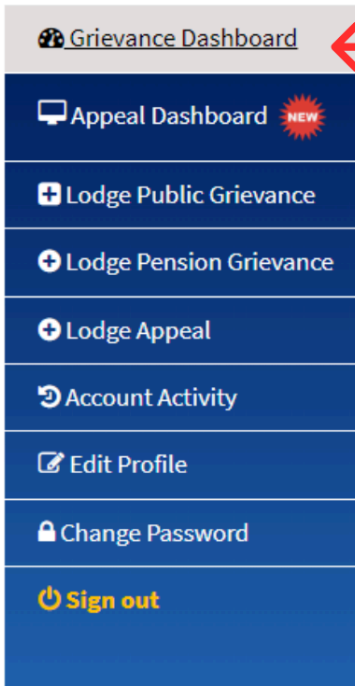 Grievance Dashboard
Appeal Dashboard NEW
Lodge Public Grievance
Lodge Pension Grievance
Lodge Appeal
Account Activity
Edit Profile
Change Password
Sign out